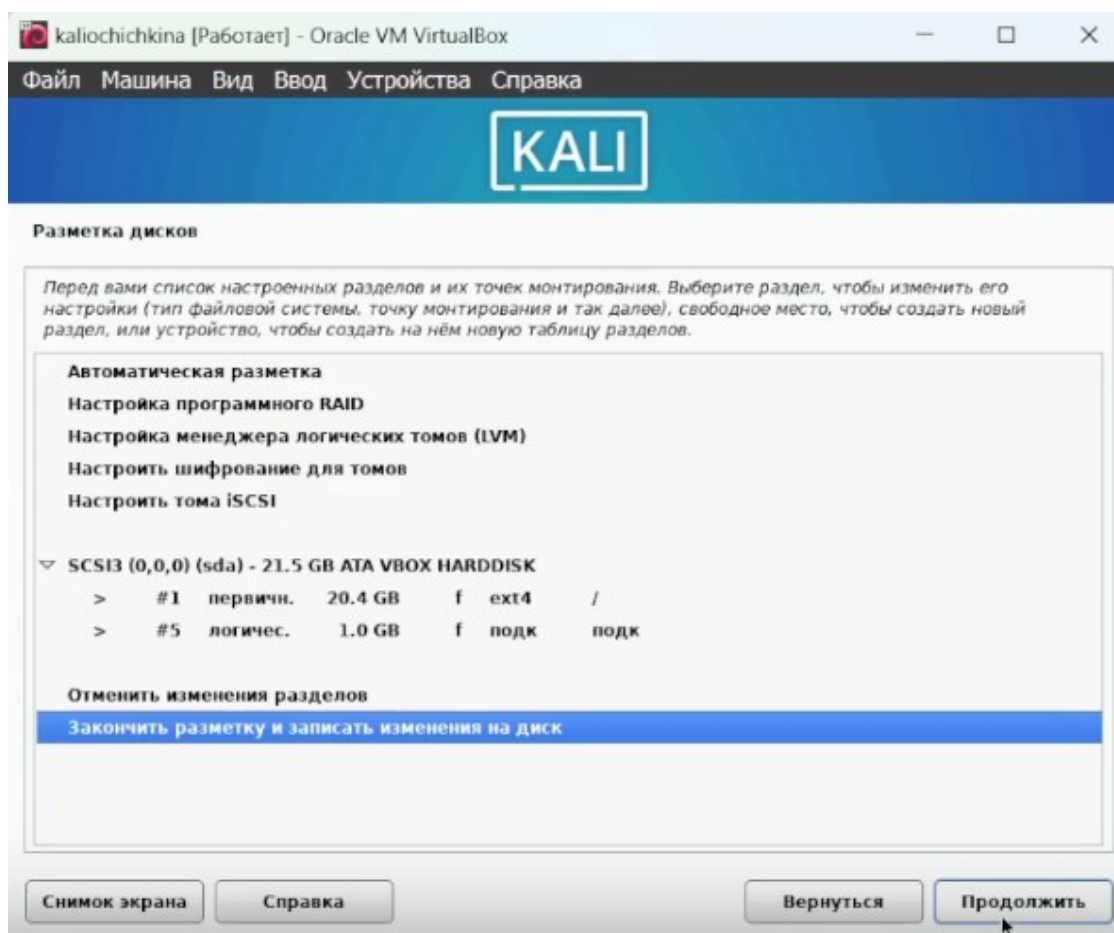 kaliochichkina [Работает] - Oracle VM VirtualBox
Файл Машина Вид Ввод Устройства Справка
KALI
Разметка дисков
Перед вами список настроенных разделов и их точек монтирования. Выберите раздел, чтобы изменить его
настройки (тип файловой системы, точку монтирования и так далее), свободное место, чтобы создать новый
раздел, или устройство, чтобы создать на нём новую таблицу разделов.
Автоматическая разметка
Настройка программного RAID
Настройка менеджера логических томов (LVM)
Настроить шифрование для томов
Настроить тома iSCSI
SCSI3 (0,0,0) (sda) - 21.5 GB ATA VBOX HARDDISK
> #1 первичн. 20.4 GB f ext4 /
> #5 логичес. 1.0 GB f подк подк
Отменить изменения разделов
Закончить разметку и записать изменения на диск
Снимок экрана Справка Вернуться Продолжить